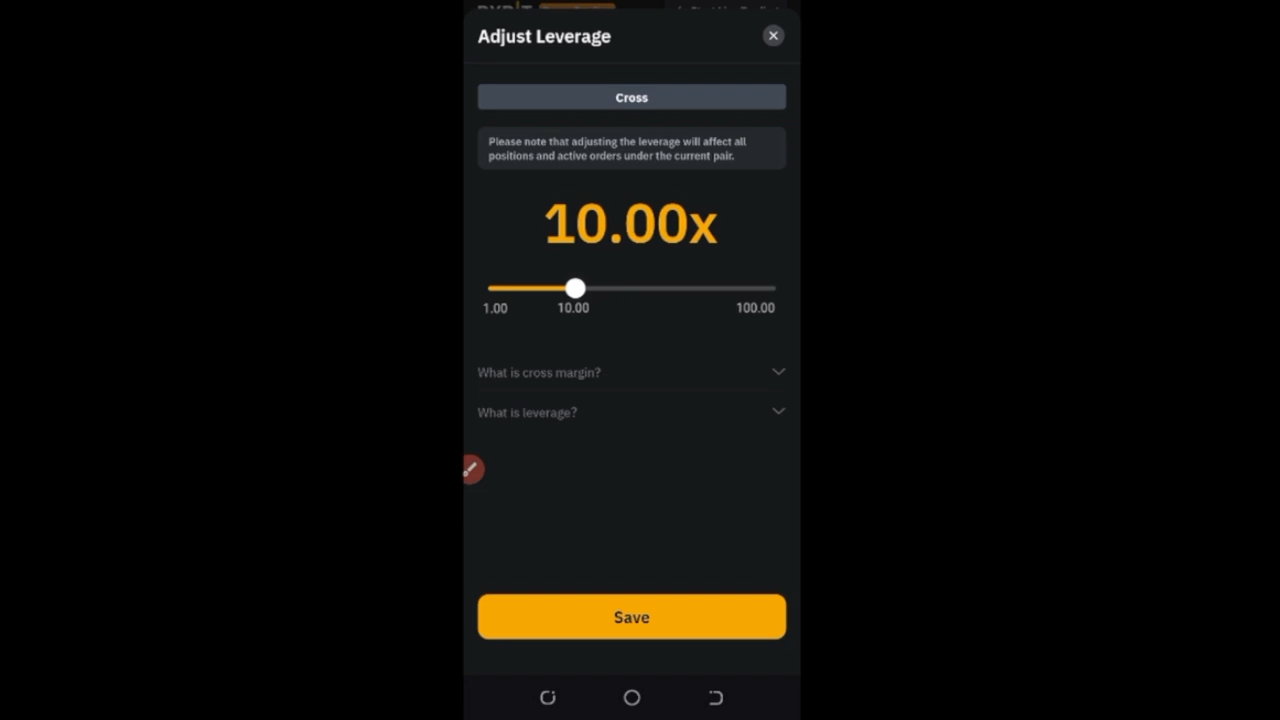 Adjust Leverage
Cross
Please note that adjusting the leverage will affect all
positions and active orders under the current pair.
10.00x
1.00 10.00 100.00
What is cross margin?
What is leverage?
Save